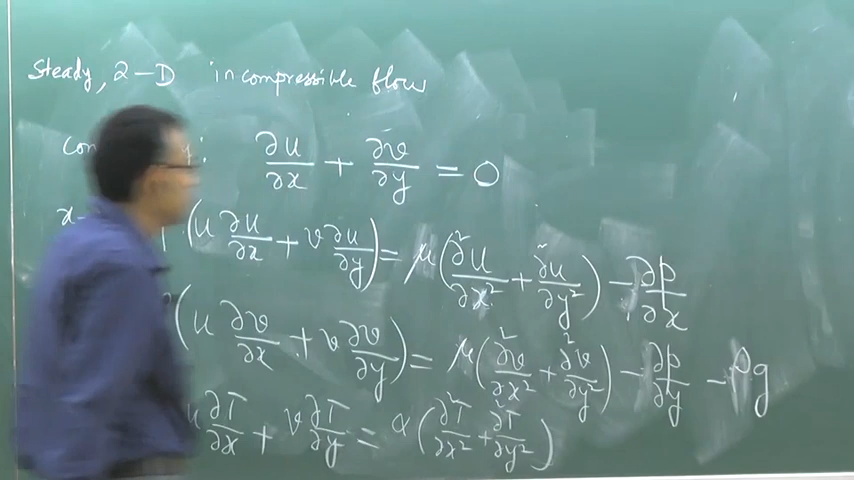 Steady, 2-D incompressible flow
∂u/∂x + ∂v/∂y = 0
x- (u ∂u/∂x + v ∂u/∂y) = μ(∂²u/∂x² + ∂²u/∂y²) - ∂p/∂x
(u ∂v/∂x + v ∂v/∂y) = μ(∂²v/∂x² + ∂²v/∂y²) - ∂p/∂y - ρg
u ∂T/∂x + v ∂T/∂y = α(∂²T/∂x² + ∂²T/∂y²)